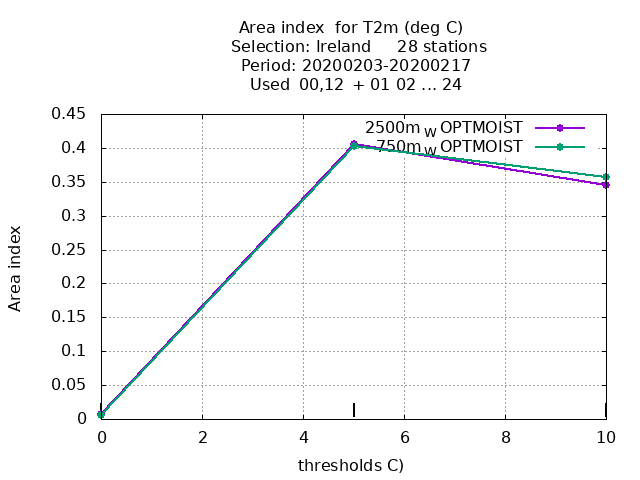 Area index for T2m (deg C)
Selection: Ireland 28 stations
Period: 20200203-20200217
Used 00,12 + 01 02 ... 24
2500m W OPTMOIST
750m W OPTMOIST
0.45
0.4
0.35
0.3
0.25
0.2
0.15
0.1
0.05
0
Area index
0 2 4 6 8 10
thresholds C)